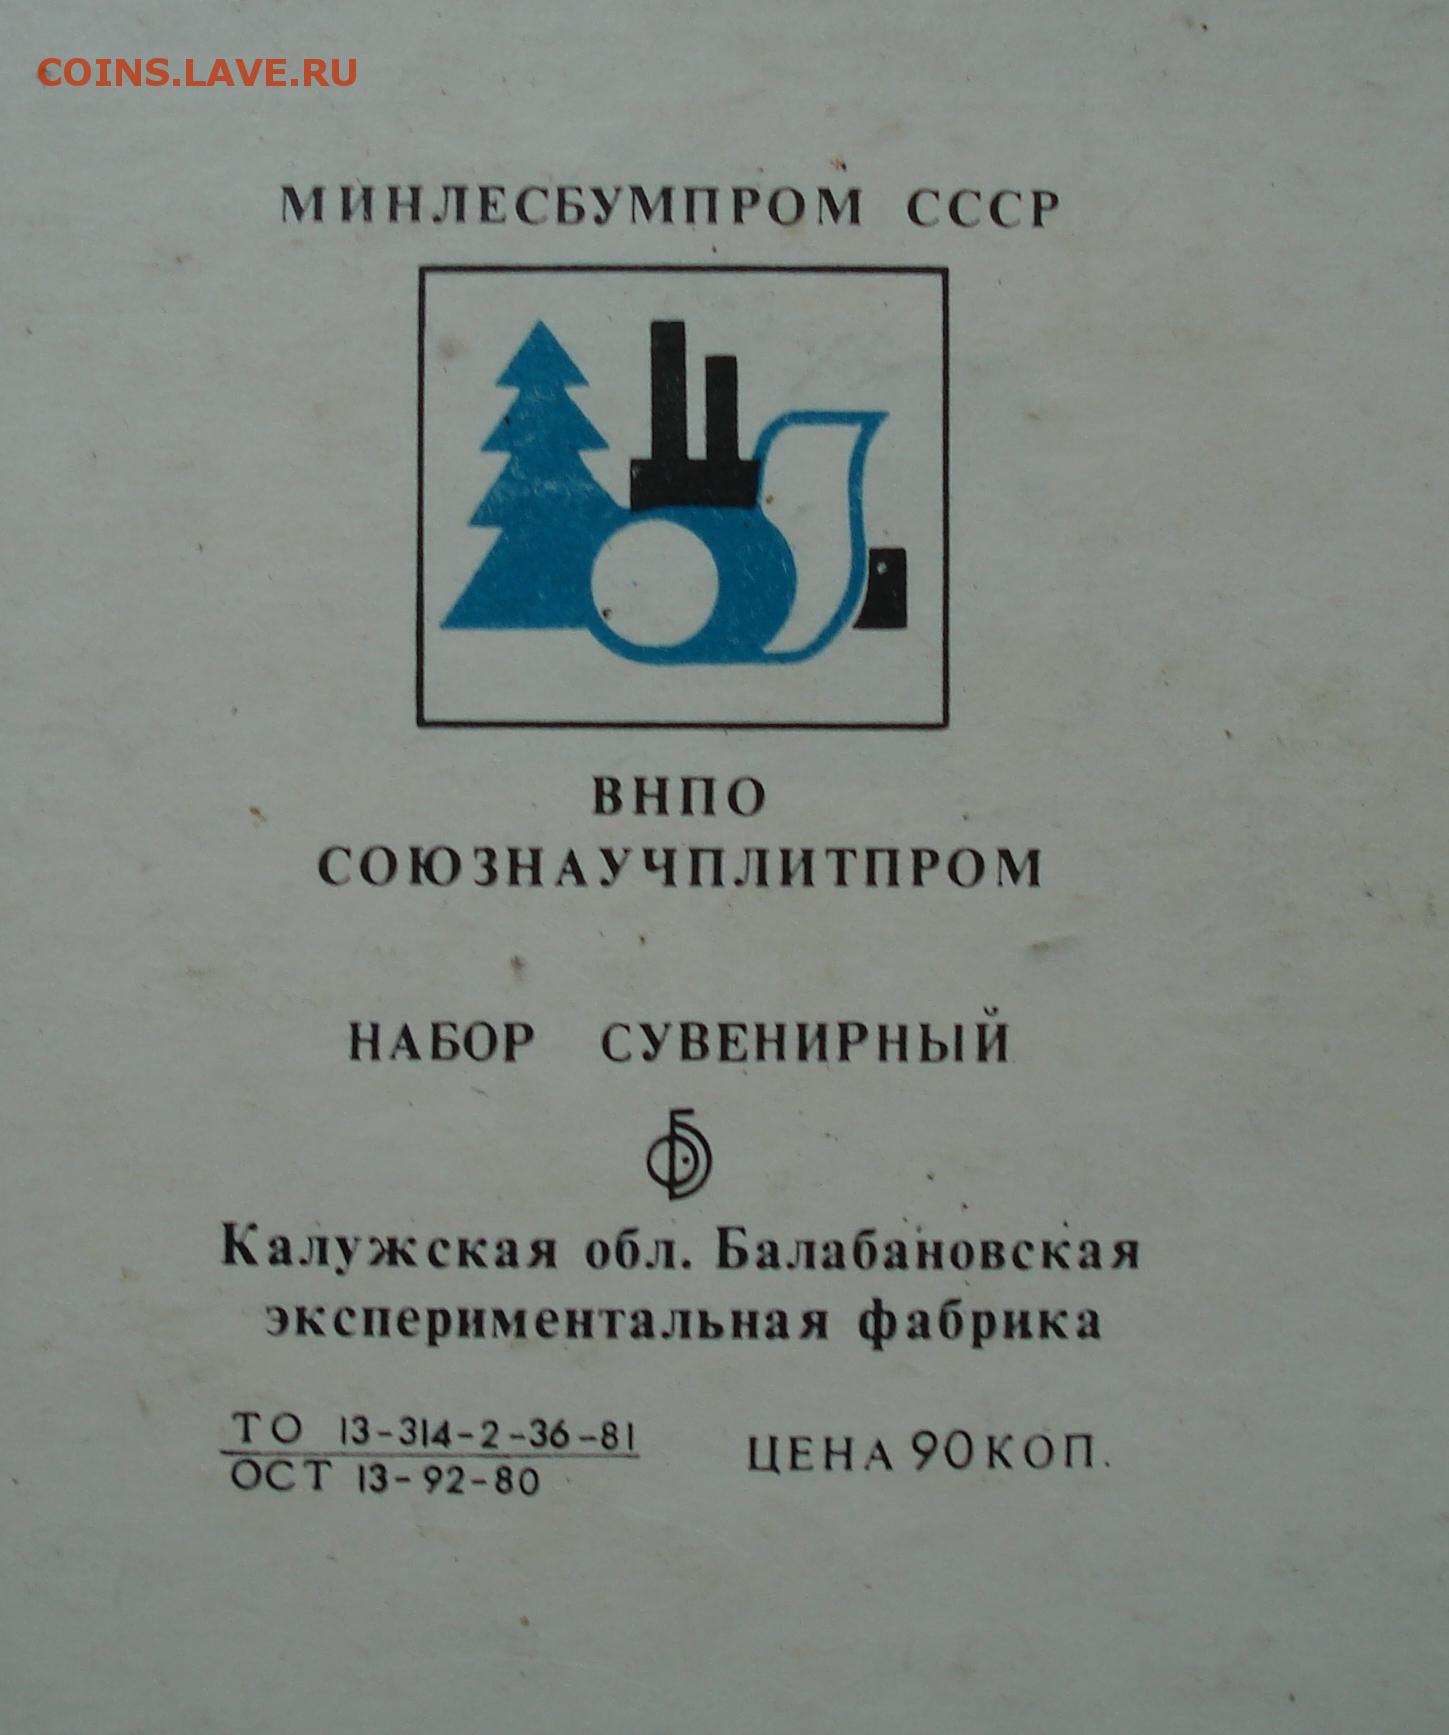 COINS.LAVE.RU
МИНЛЕСБУМПРОМ СССР
ВНПО
СОЮЗНАУЧПЛИТПРОМ
НАБОР СУВЕНИРНЫЙ
Калужская обл. Балабановская
экспериментальная фабрика
ТО 13-314-2-36-81
ОСТ 13-92-80
ЦЕНА 90 КОП.